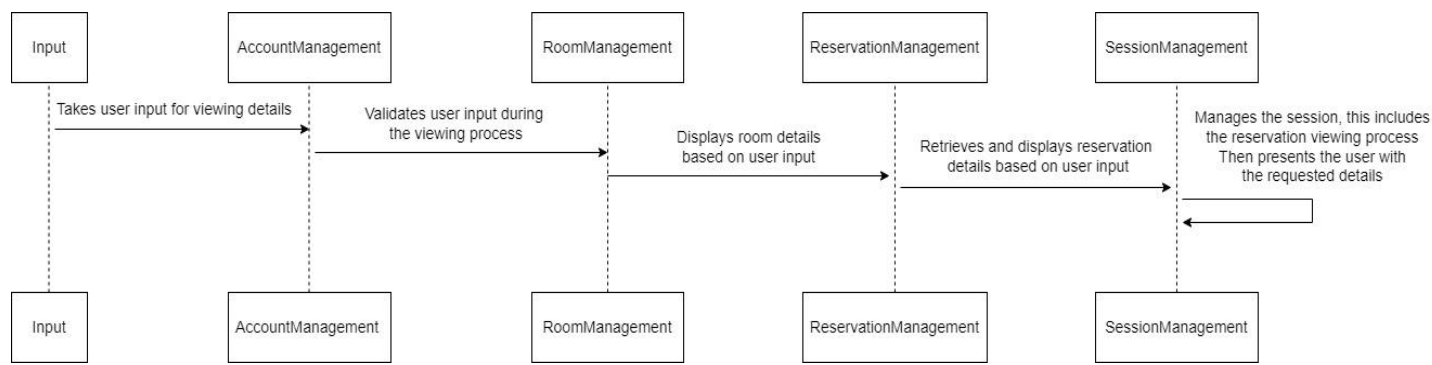 Input
AccountManagement
RoomManagement
ReservationManagement
SessionManagement
Takes user input for viewing details
Validates user input during
the viewing process
Displays room details
based on user input
Retrieves and displays reservation
details based on user input
Manages the session, this includes
the reservation viewing process
Then presents the user with
the requested details
Input
AccountManagement
RoomManagement
ReservationManagement
SessionManagement